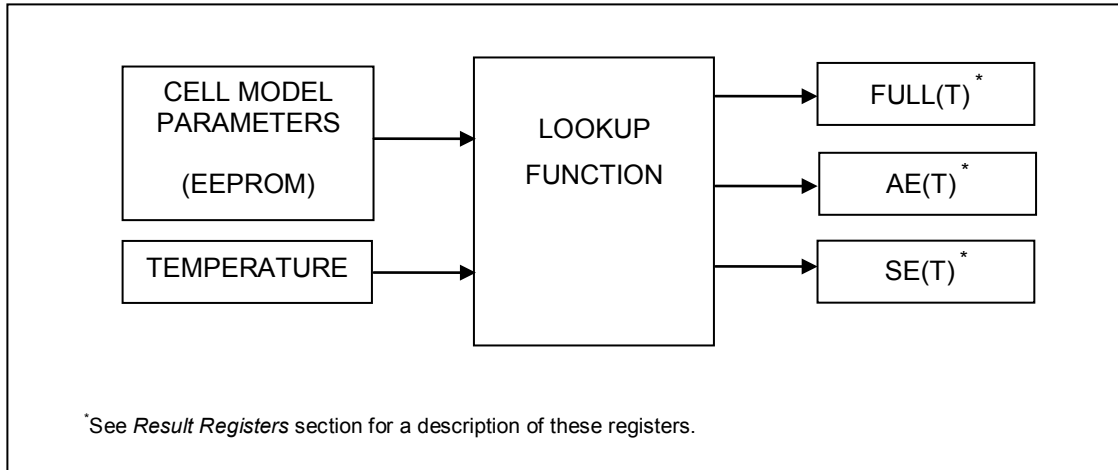 CELL MODEL
PARAMETERS
(EEPROM)
TEMPERATURE
LOOKUP
FUNCTION
FULL(T) *
AE(T) *
SE(T) *
*See Result Registers section for a description of these registers.